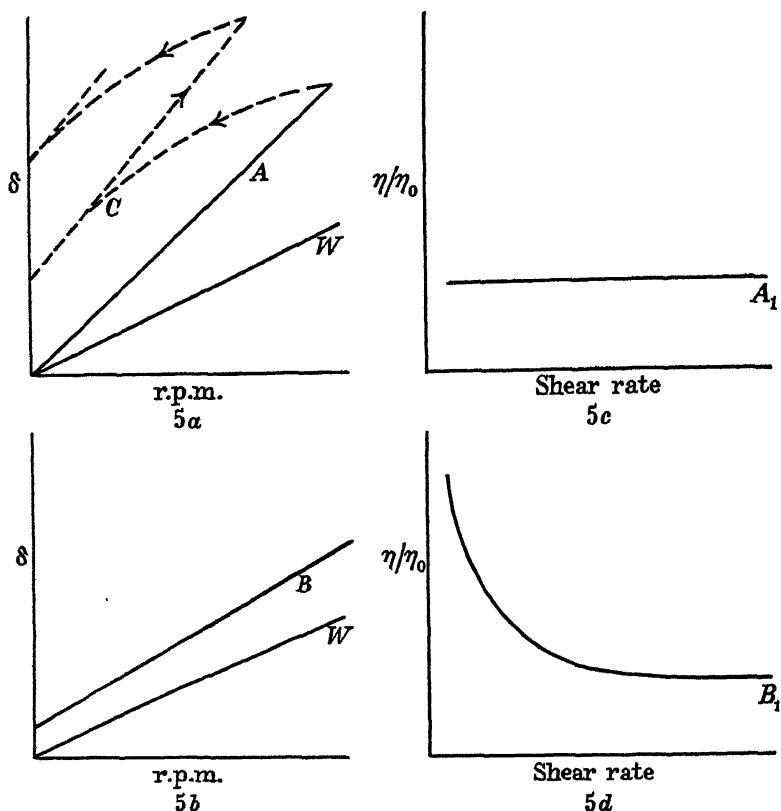 δ
A
C
W
r.p.m.
5a
η/η₀
A₁
Shear rate
5c
δ
B
W
r.p.m.
5b
η/η₀
B₁
Shear rate
5d